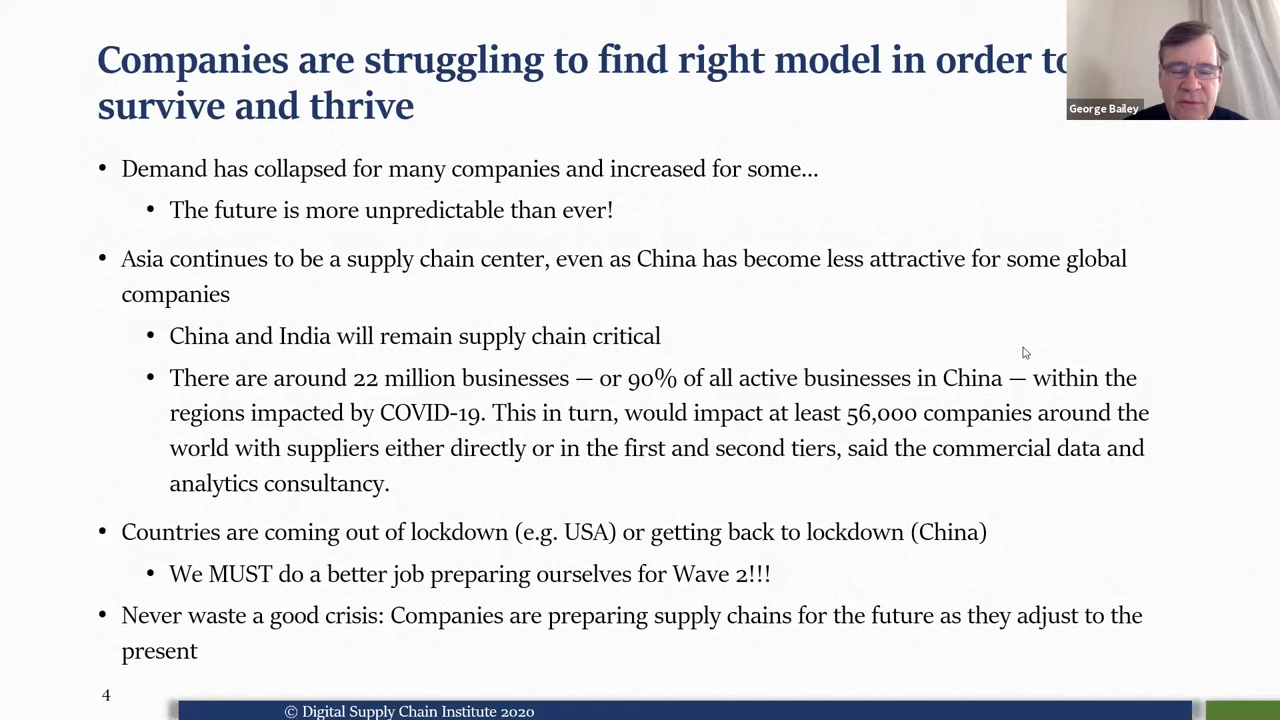 Companies are struggling to find right model in order to
survive and thrive
George Bailey
• Demand has collapsed for many companies and increased for some...
• The future is more unpredictable than ever!
• Asia continues to be a supply chain center, even as China has become less attractive for some global
companies
• China and India will remain supply chain critical
• There are around 22 million businesses — or 90% of all active businesses in China — within the
regions impacted by COVID-19. This in turn, would impact at least 56,000 companies around the
world with suppliers either directly or in the first and second tiers, said the commercial data and
analytics consultancy.
• Countries are coming out of lockdown (e.g. USA) or getting back to lockdown (China)
• We MUST do a better job preparing ourselves for Wave 2!!!
• Never waste a good crisis: Companies are preparing supply chains for the future as they adjust to the
present
4
© Digital Supply Chain Institute 2020